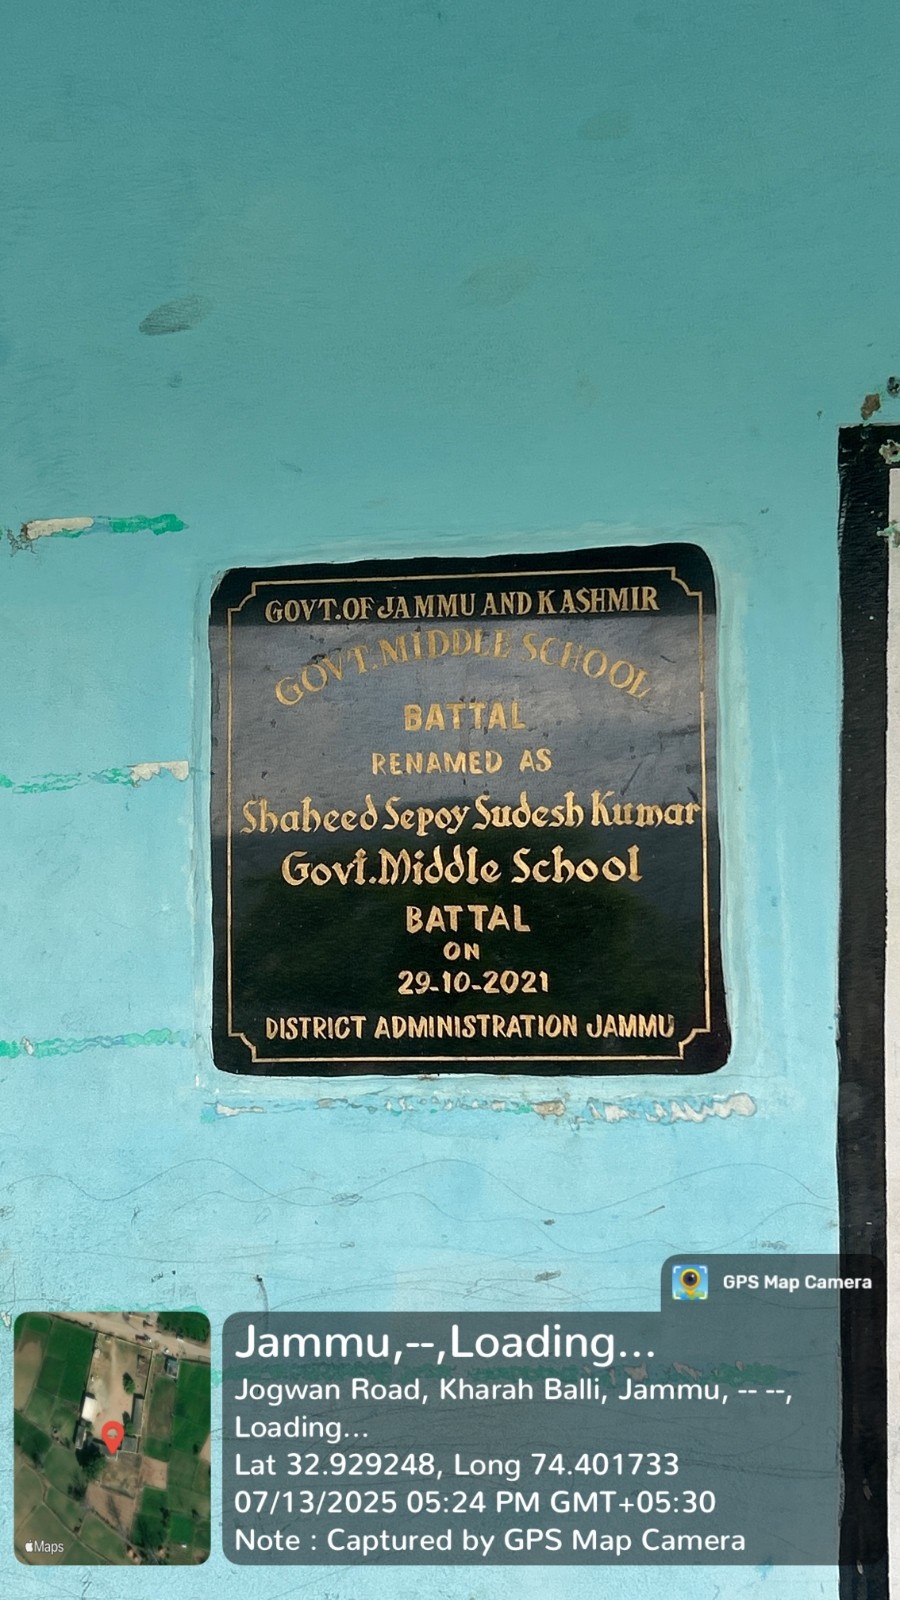 GOVT.OF JAMMU AND KASHMIR
GOVT.MIDDLE SCHOOL
BATTAL
RENAMED AS
Shaheed Sepoy Sudesh Kumar
Govt.Middle School
BATTAL
ON
29-10-2021
DISTRICT ADMINISTRATION JAMMU
GPS Map Camera
Jammu,--,Loading...
Jogwan Road, Kharah Balli, Jammu, -- --,
Loading...
Lat 32.929248, Long 74.401733
07/13/2025 05:24 PM GMT+05:30
Note : Captured by GPS Map Camera
Maps